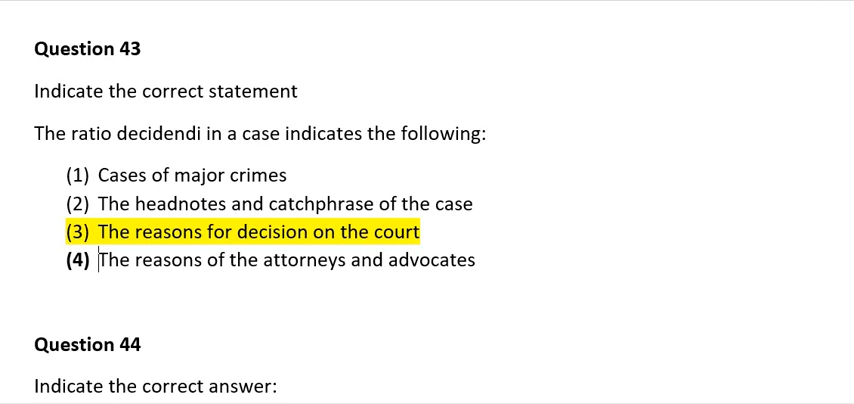 Question 43
Indicate the correct statement
The ratio decidendi in a case indicates the following:
(1) Cases of major crimes
(2) The headnotes and catchphrase of the case
(3) The reasons for decision on the court
(4) The reasons of the attorneys and advocates
Question 44
Indicate the correct answer: